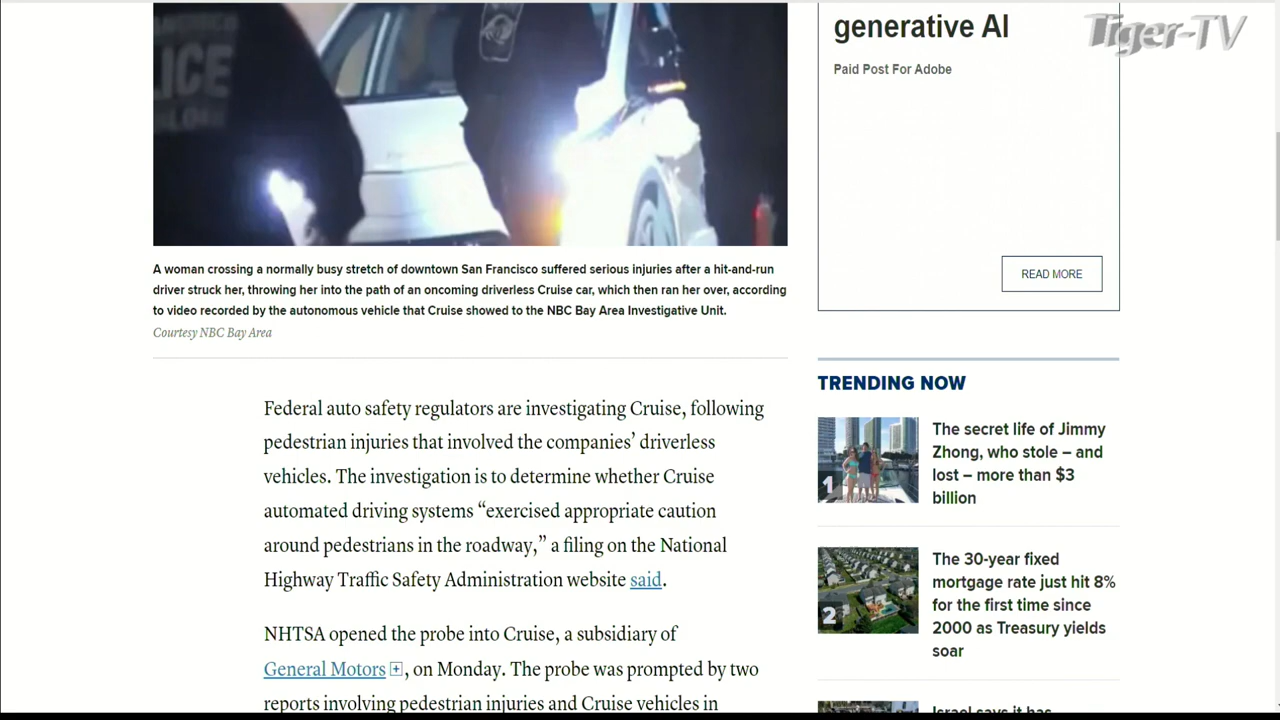 generative AI
Tiger-TV
Paid Post For Adobe
READ MORE
A woman crossing a normally busy stretch of downtown San Francisco suffered serious injuries after a hit-and-run
driver struck her, throwing her into the path of an oncoming driverless Cruise car, which then ran her over, according
to video recorded by the autonomous vehicle that Cruise showed to the NBC Bay Area Investigative Unit.
Courtesy NBC Bay Area
Federal auto safety regulators are investigating Cruise, following
pedestrian injuries that involved the companies’ driverless
vehicles. The investigation is to determine whether Cruise
automated driving systems “exercised appropriate caution
around pedestrians in the roadway,” a filing on the National
Highway Traffic Safety Administration website said.
NHTSA opened the probe into Cruise, a subsidiary of
General Motors +, on Monday. The probe was prompted by two
reports involving pedestrian injuries and Cruise vehicles in
TRENDING NOW
1
The secret life of Jimmy
Zhong, who stole – and
lost – more than $3
billion
2
The 30-year fixed
mortgage rate just hit 8%
for the first time since
2000 as Treasury yields
soar
Israel says it has